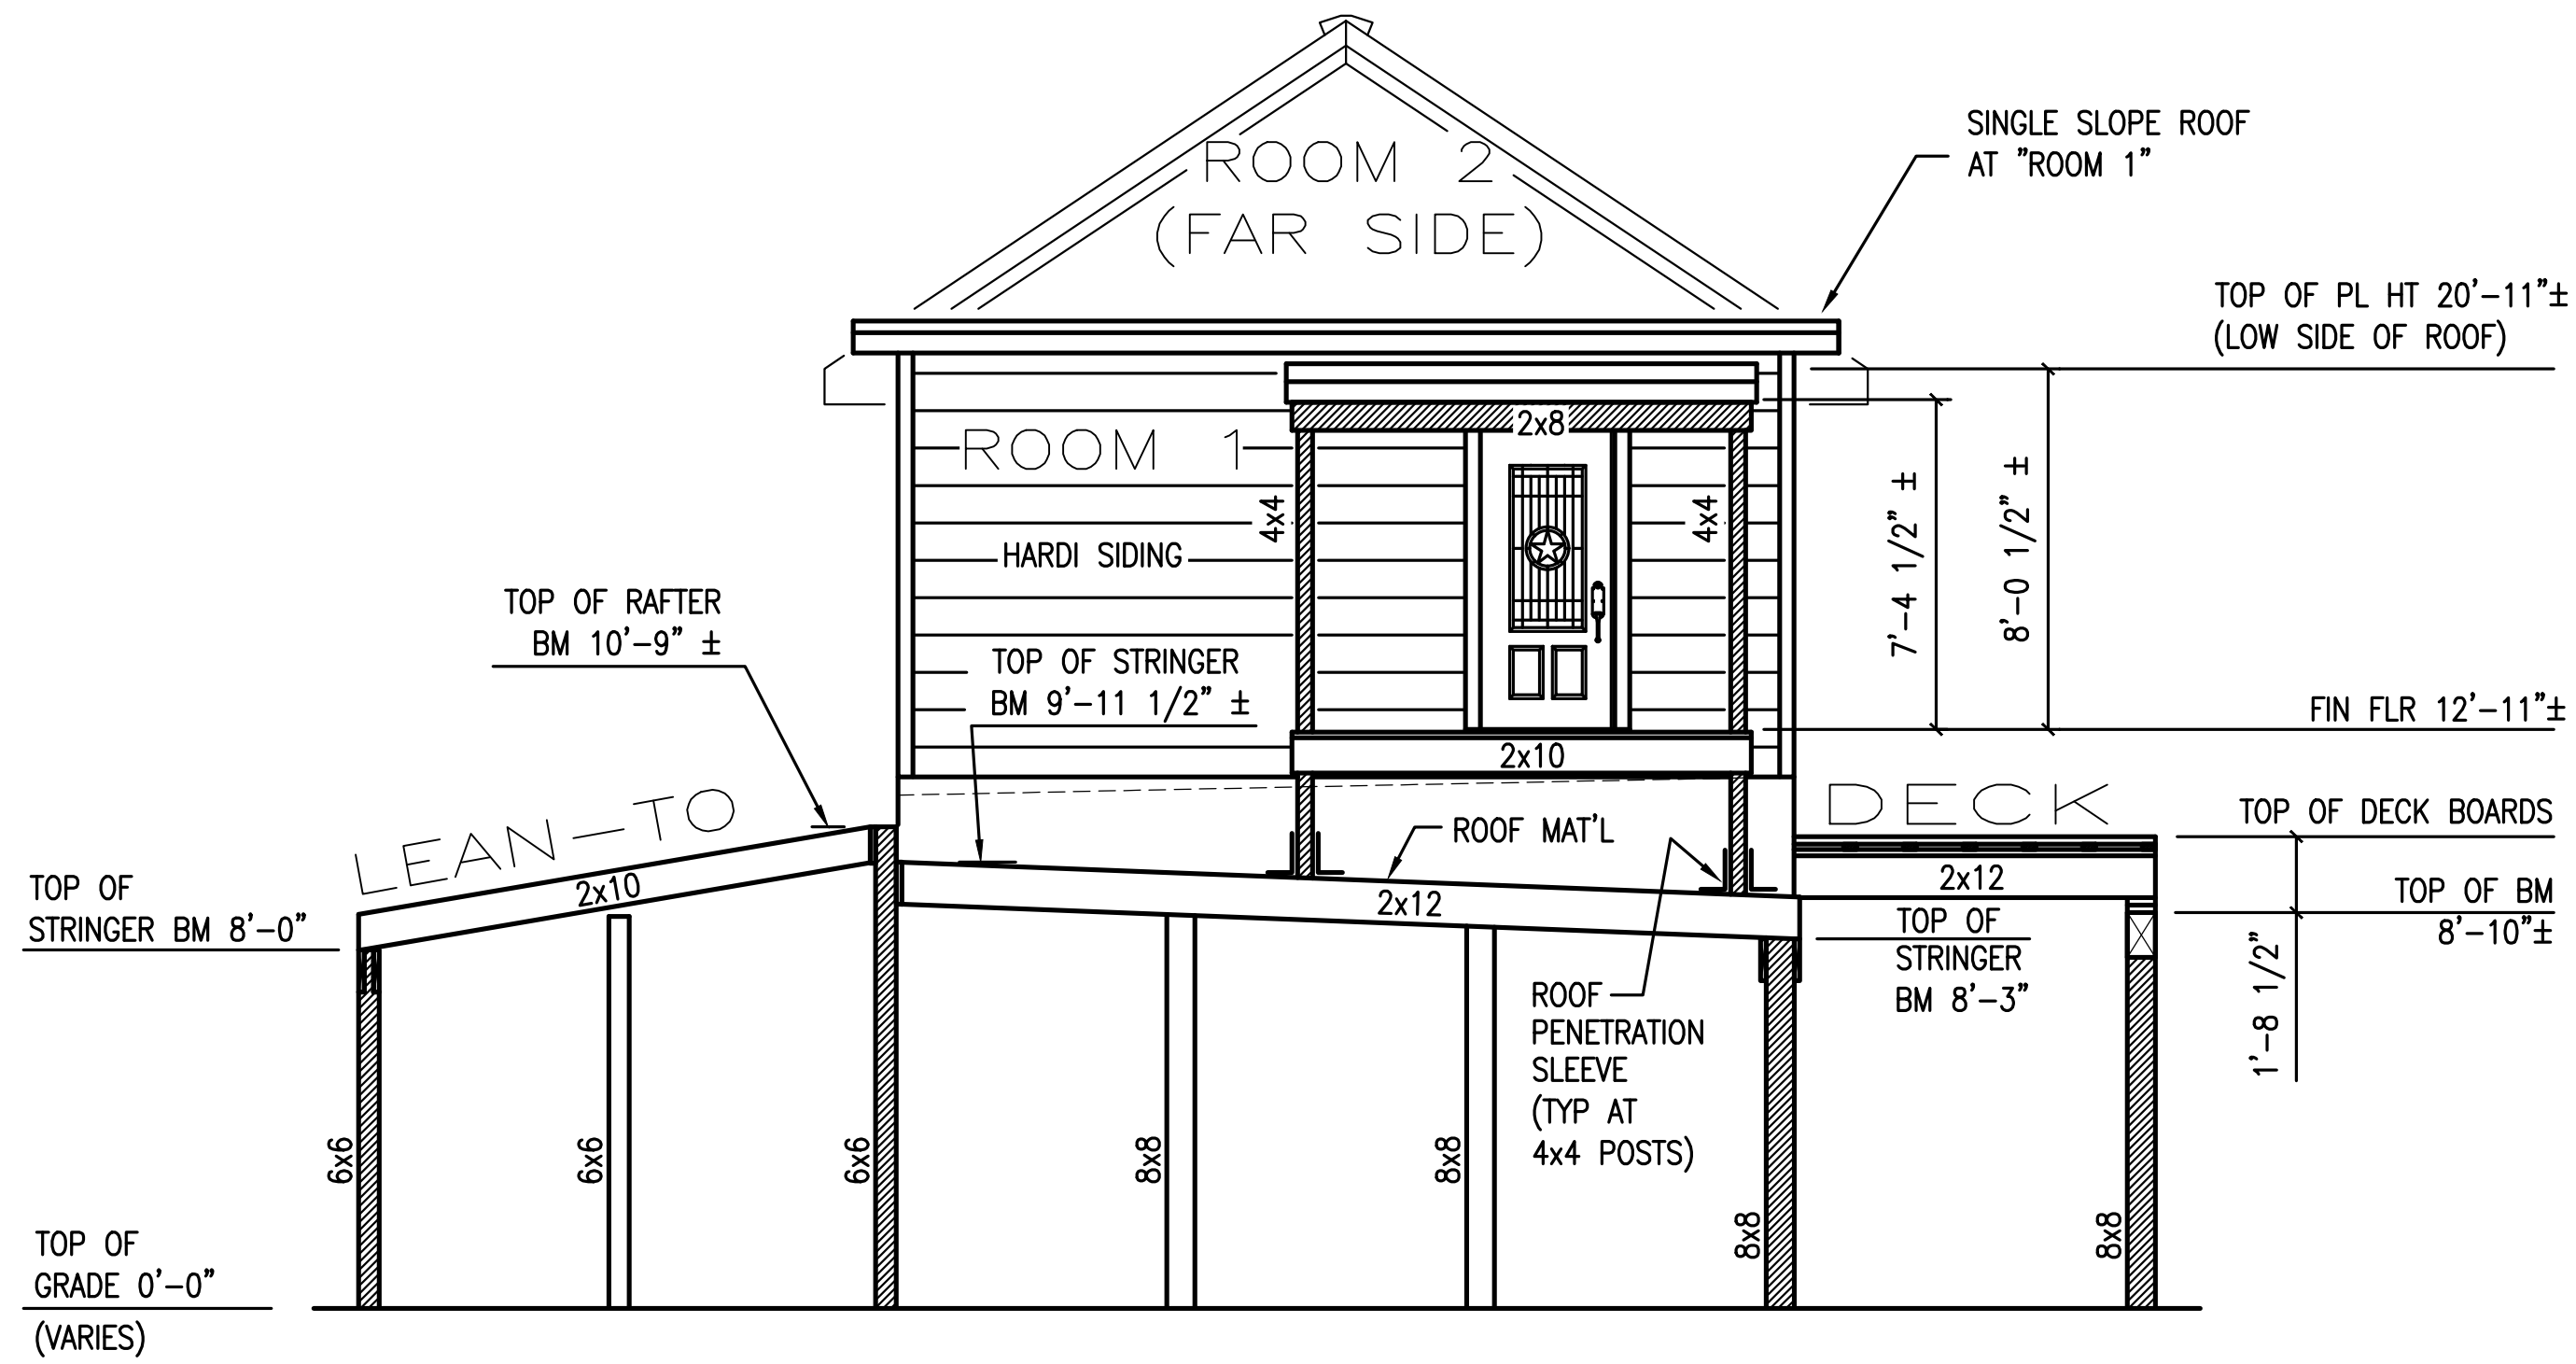 ROOM 2
(FAR SIDE)
SINGLE SLOPE ROOF
AT "ROOM 1"
TOP OF PL HT 20'-11"±
(LOW SIDE OF ROOF)
2x8
ROOM 1
4x4
4x4
7'-4 1/2" ±
8'-0 1/2" ±
HARDI SIDING
TOP OF RAFTER
BM 10'-9" ±
TOP OF STRINGER
BM 9'-11 1/2" ±
FIN FLR 12'-11"±
2x10
LEAN-TO
DECK
TOP OF DECK BOARDS
ROOF MAT'L
2x10
2x12
2x12
TOP OF
STRINGER BM 8'-0"
TOP OF BM
8'-10"±
TOP OF
STRINGER
BM 8'-3"
1'-8 1/2"
ROOF
PENETRATION
SLEEVE
(TYP AT
4x4 POSTS)
6x6
6x6
6x6
8x8
8x8
8x8
8x8
TOP OF
GRADE 0'-0"
(VARIES)